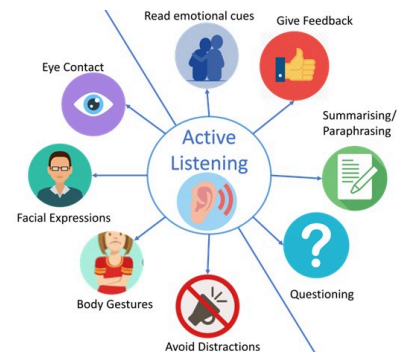 Read emotional cues
Give Feedback
Eye Contact
Summarising/
Paraphrasing
Active
Listening
Facial Expressions
Body Gestures
Questioning
Avoid Distractions